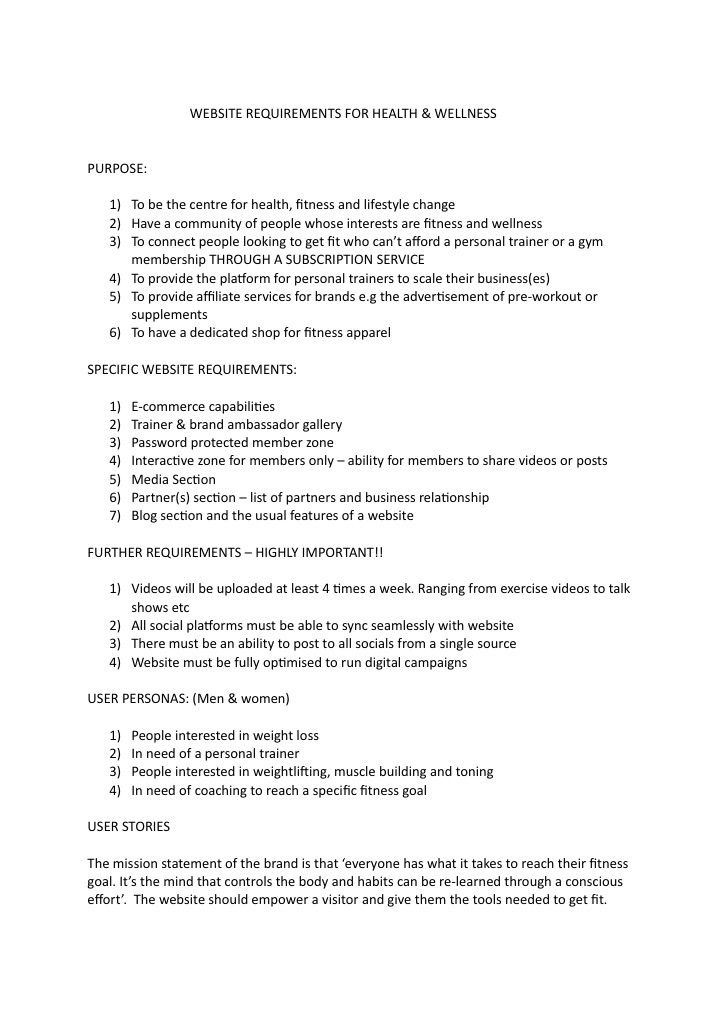 WEBSITE REQUIREMENTS FOR HEALTH & WELLNESS
PURPOSE:
1) To be the centre for health, fitness and lifestyle change
2) Have a community of people whose interests are fitness and wellness
3) To connect people looking to get fit who can't afford a personal trainer or a gym
membership THROUGH A SUBSCRIPTION SERVICE
4) To provide the platform for personal trainers to scale their business(es)
5) To provide affiliate services for brands e.g the advertisement of pre-workout or
supplements
6) To have a dedicated shop for fitness apparel
SPECIFIC WEBSITE REQUIREMENTS:
1) E-commerce capabilities
2) Trainer & brand ambassador gallery
3) Password protected member zone
4) Interactive zone for members only – ability for members to share videos or posts
5) Media Section
6) Partner(s) section – list of partners and business relationship
7) Blog section and the usual features of a website
FURTHER REQUIREMENTS – HIGHLY IMPORTANT!!
1) Videos will be uploaded at least 4 times a week. Ranging from exercise videos to talk
shows etc
2) All social platforms must be able to sync seamlessly with website
3) There must be an ability to post to all socials from a single source
4) Website must be fully optimised to run digital campaigns
USER PERSONAS: (Men & women)
1) People interested in weight loss
2) In need of a personal trainer
3) People interested in weightlifting, muscle building and toning
4) In need of coaching to reach a specific fitness goal
USER STORIES
The mission statement of the brand is that ‘everyone has what it takes to reach their fitness
goal. It’s the mind that controls the body and habits can be re-learned through a conscious
effort’.  The website should empower a visitor and give them the tools needed to get fit.